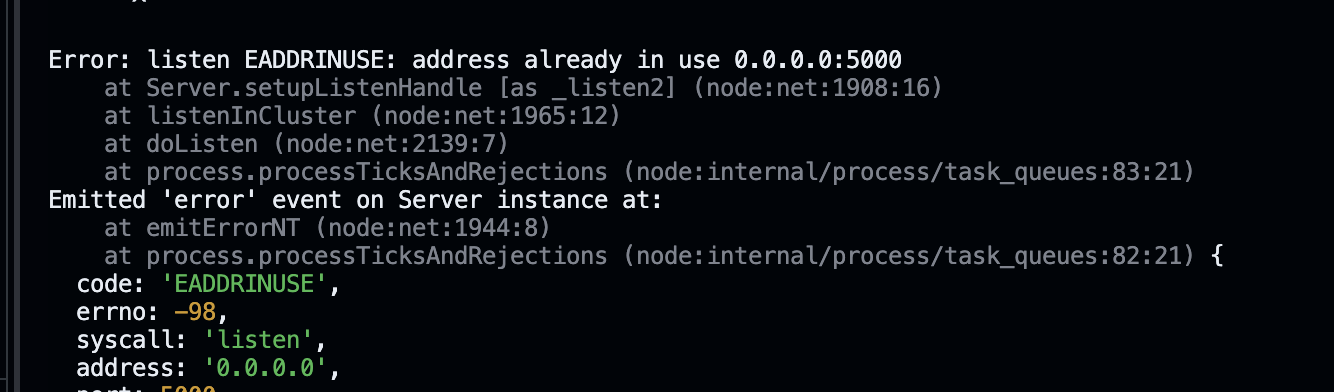 Error: listen EADDRINUSE: address already in use 0.0.0.0:5000
    at Server.setupListenHandle [as _listen2] (node:net:1908:16)
    at listenInCluster (node:net:1965:12)
    at doListen (node:net:2139:7)
    at process.processTicksAndRejections (node:internal/process/task_queues:83:21)
Emitted 'error' event on Server instance at:
    at emitErrorNT (node:net:1944:8)
    at process.processTicksAndRejections (node:internal/process/task_queues:82:21) {
  code: 'EADDRINUSE',
  errno: -98,
  syscall: 'listen',
  address: '0.0.0.0',
  port: 5000